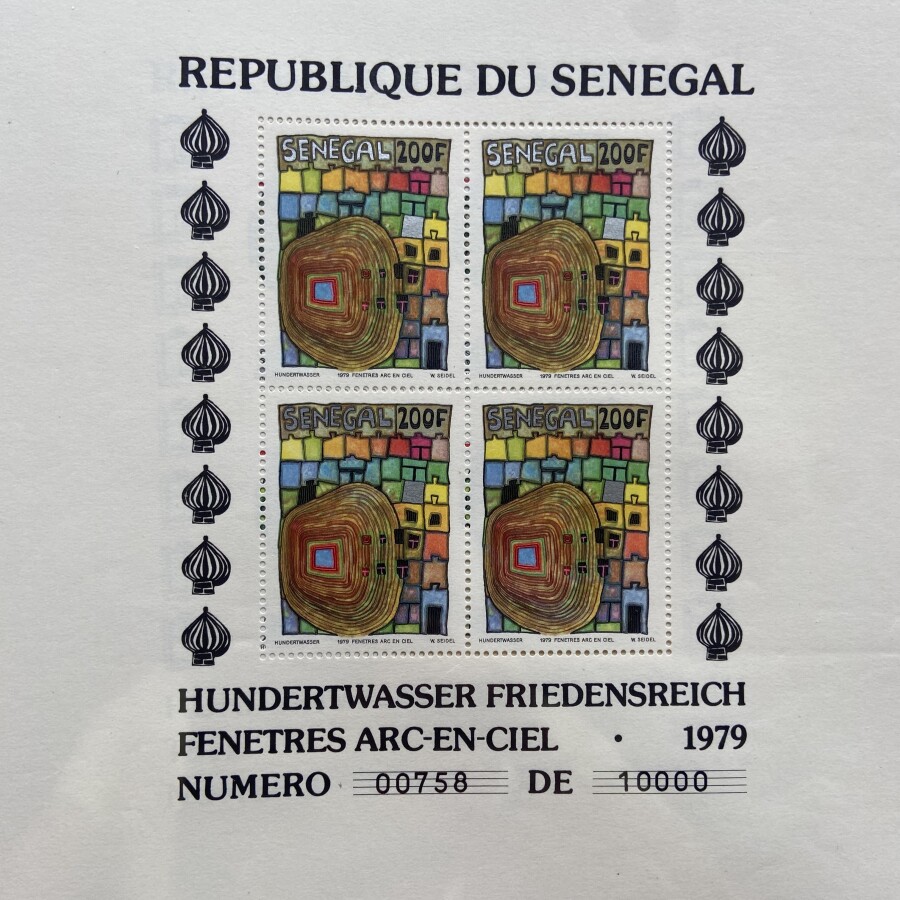 REPUBLIQUE DU SENEGAL
SENEGAL 200F
HUNDERTWASSER 1979 FENETRES ARC EN CIEL W. SEIDEL
SENEGAL 200F
HUNDERTWASSER 1979 FENETRES ARC EN CIEL W. SEIDEL
SENEGAL 200F
HUNDERTWASSER 1979 FENETRES ARC EN CIEL W. SEIDEL
SENEGAL 200F
HUNDERTWASSER 1979 FENETRES ARC EN CIEL W. SEIDEL
HUNDERTWASSER FRIEDENSREICH
FENETRES ARC-EN-CIEL • 1979
NUMERO 00758 DE 10000